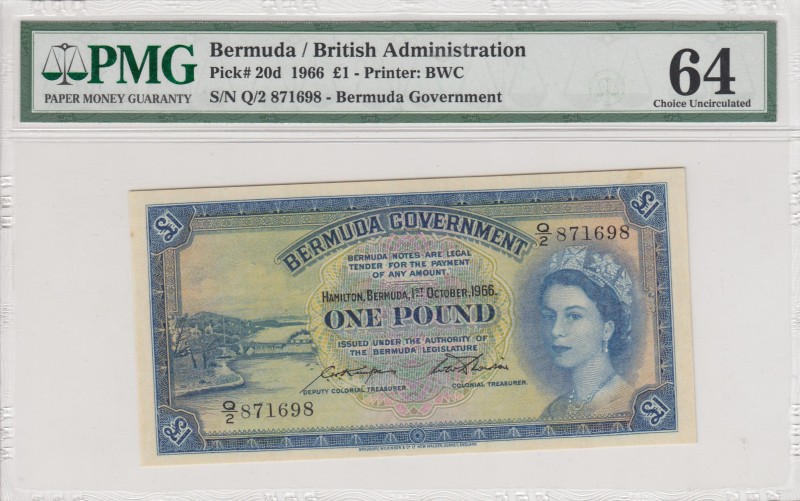 PMG
PAPER MONEY GUARANTY
Bermuda / British Administration
Pick# 20d 1966 £1 - Printer: BWC
S/N Q/2 871698 - Bermuda Government
64
Choice Uncirculated
£1
£1
BERMUDA GOVERNMENT
Q/2 871698
BERMUDA NOTES ARE LEGAL
TENDER FOR THE PAYMENT
OF ANY AMOUNT.
HAMILTON, BERMUDA, 1ST OCTOBER, 1966.
ONE POUND
ISSUED UNDER THE AUTHORITY OF
THE BERMUDA LEGISLATURE
DEPUTY COLONIAL TREASURER.
COLONIAL TREASURER.
Q/2 871698
£1
£1